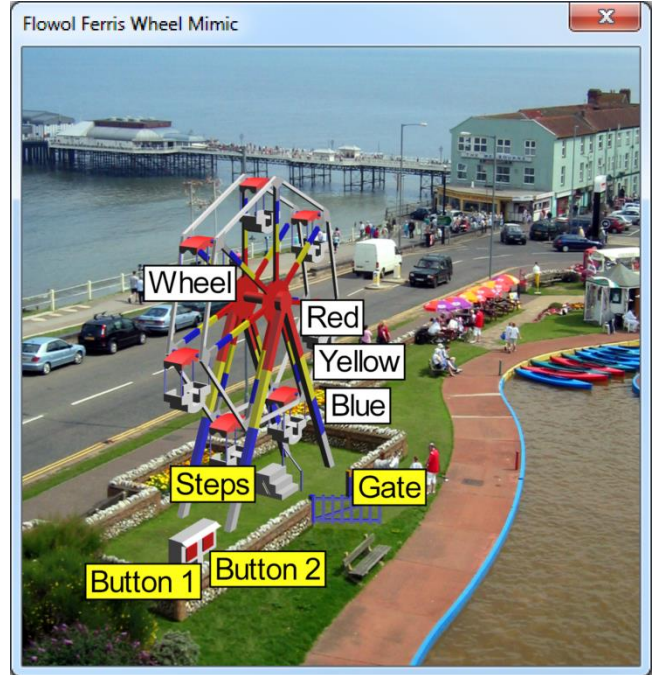 Flowol Ferris Wheel Mimic
Wheel
Red
Yellow
Blue
Steps
Gate
Button 1
Button 2